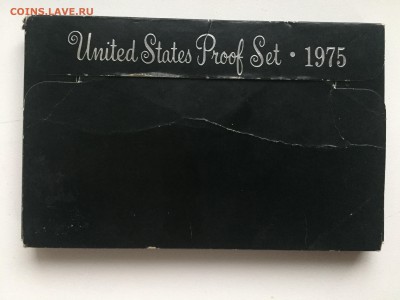 COINS.LAVE.RU
United States Proof Set • 1975